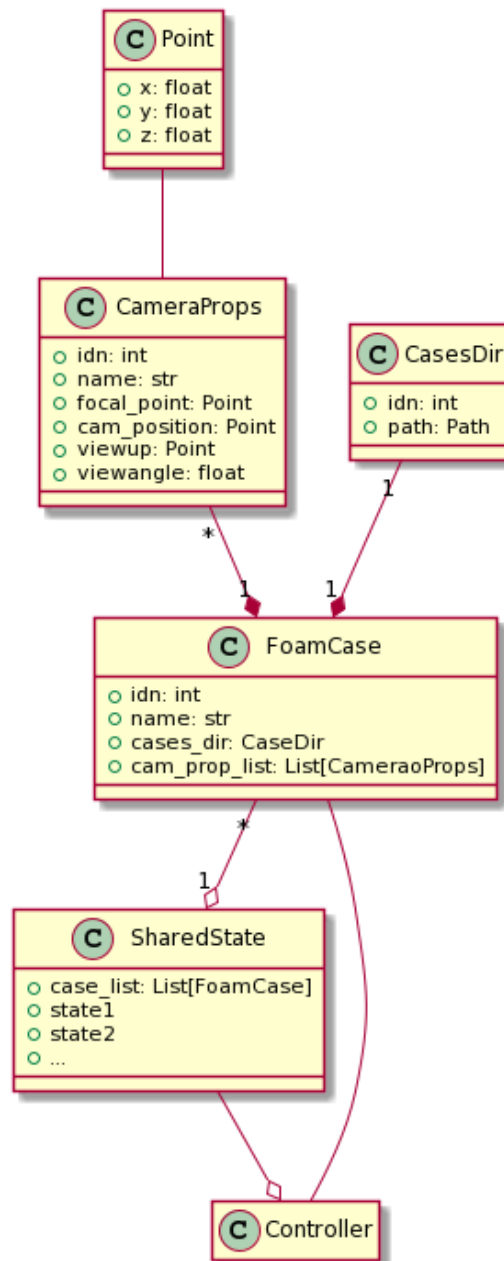 C Point
x: float
y: float
z: float
C CameraProps
idn: int
name: str
focal_point: Point
cam_position: Point
viewup: Point
viewangle: float
C CasesDir
idn: int
path: Path
*
1
1
1
C FoamCase
idn: int
name: str
cases_dir: CaseDir
cam_prop_list: List[CameraoProps]
*
1
C SharedState
case_list: List[FoamCase]
state1
state2
...
C Controller